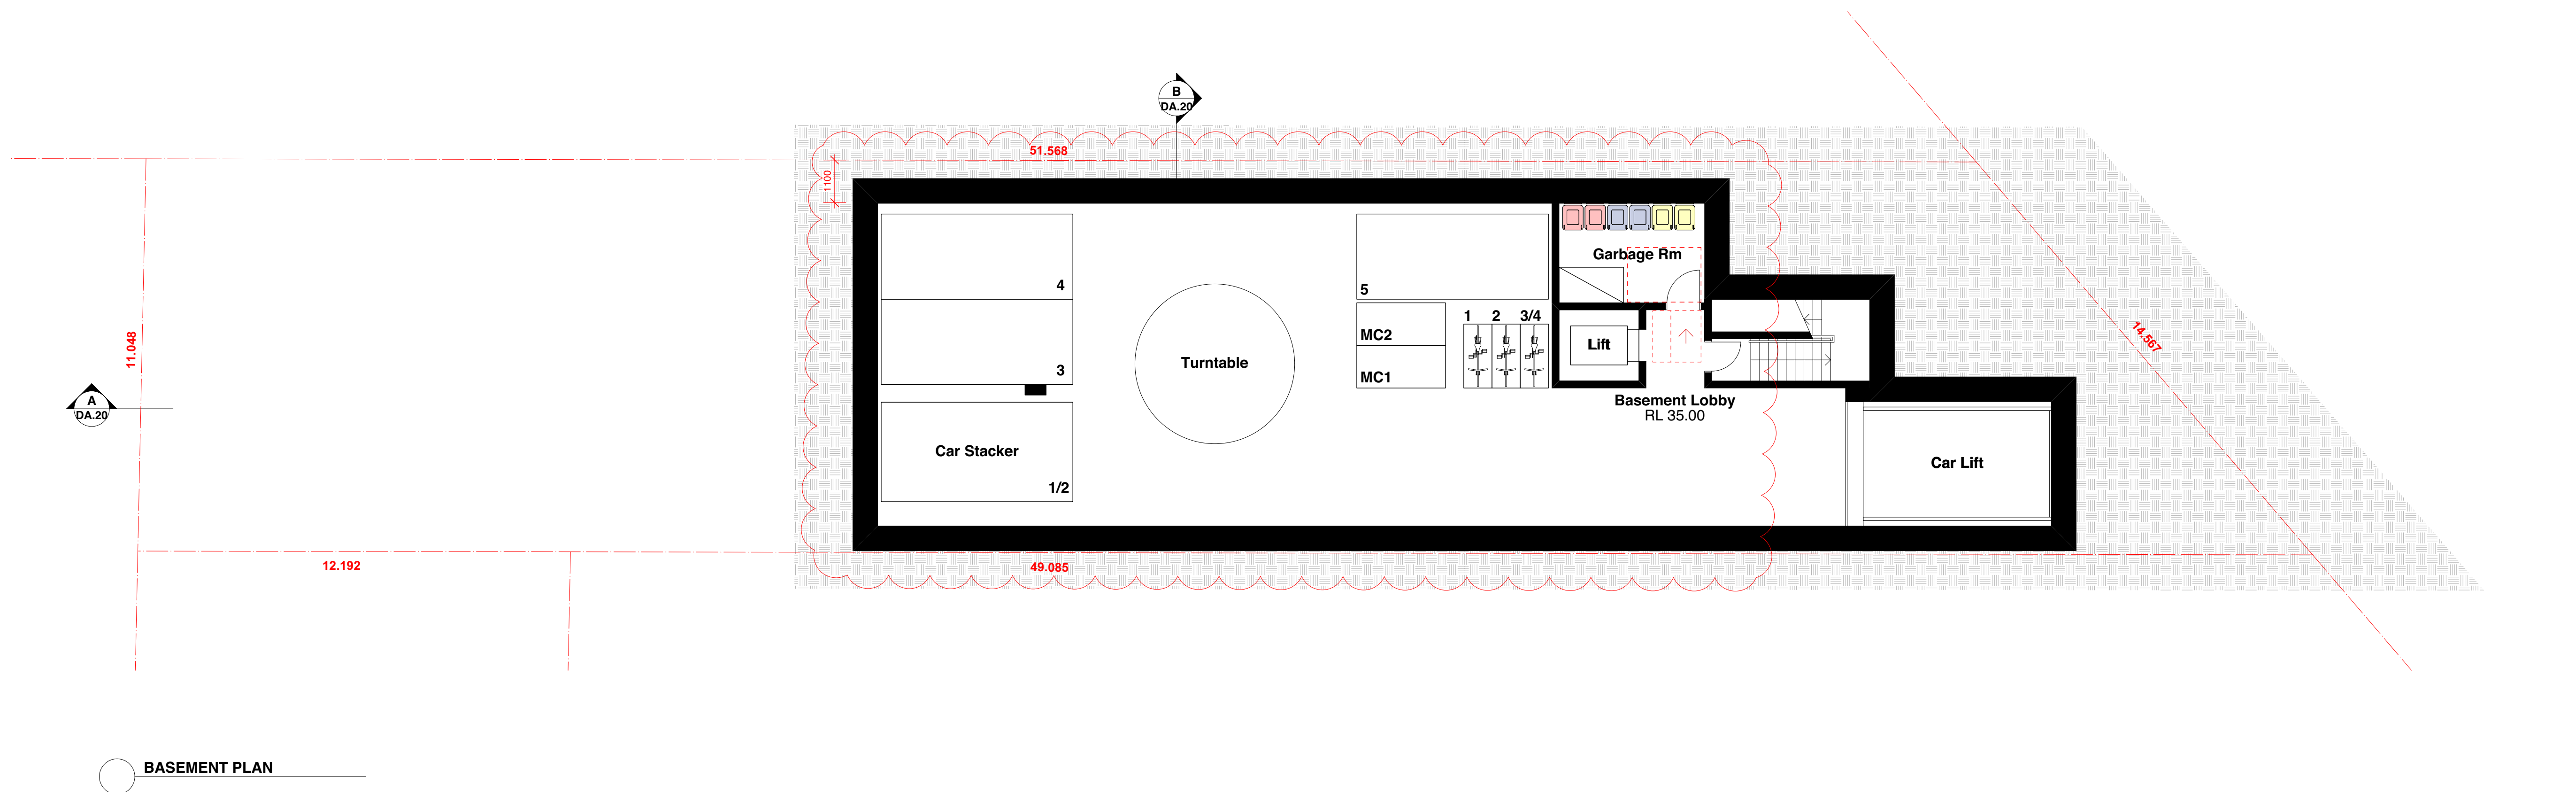 B
DA.20
51.568
1100
4
5
Garbage Rm
11.048
3
MC2
MC1
1
2
3/4
Lift
14.567
Turntable
A
DA.20
Basement Lobby
RL 35.00
Car Stacker
1/2
Car Lift
12.192
49.085
BASEMENT PLAN